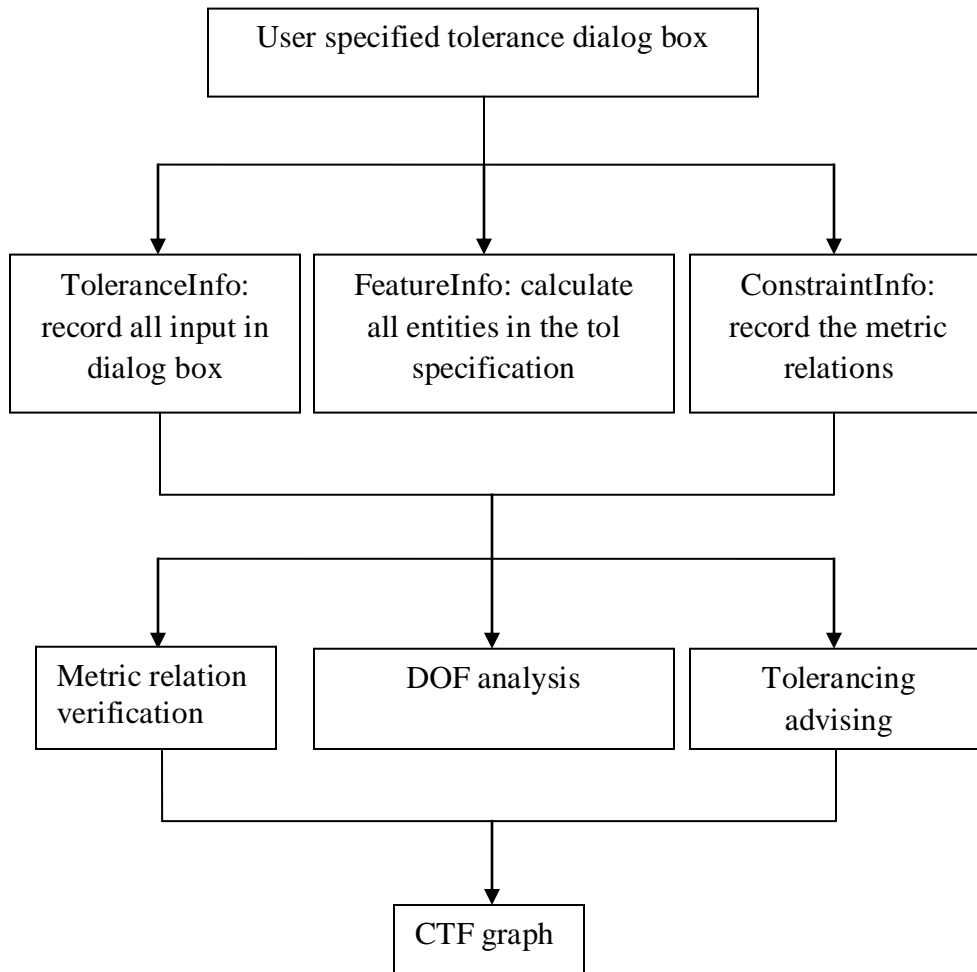 User specified tolerance dialog box
ToleranceInfo:
record all input in
dialog box
FeatureInfo: calculate
all entities in the tol
specification
ConstraintInfo:
record the metric
relations
Metric relation
verification
DOF analysis
Tolerancing
advising
CTF graph